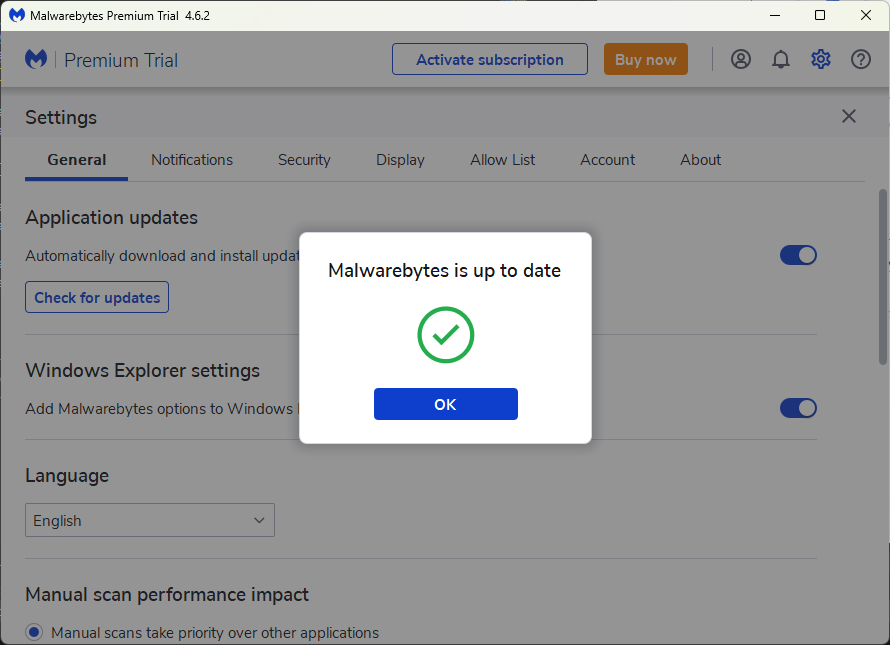 Malwarebytes Premium Trial 4.6.2
Premium Trial
Activate subscription
Buy now
Settings
General
Notifications
Security
Display
Allow List
Account
About
Application updates
Automatically download and install
Check for updates
Malwarebytes is up to date
OK
Windows Explorer settings
Add Malwarebytes options to Windows
Language
English
Manual scan performance impact
Manual scans take priority over other applications